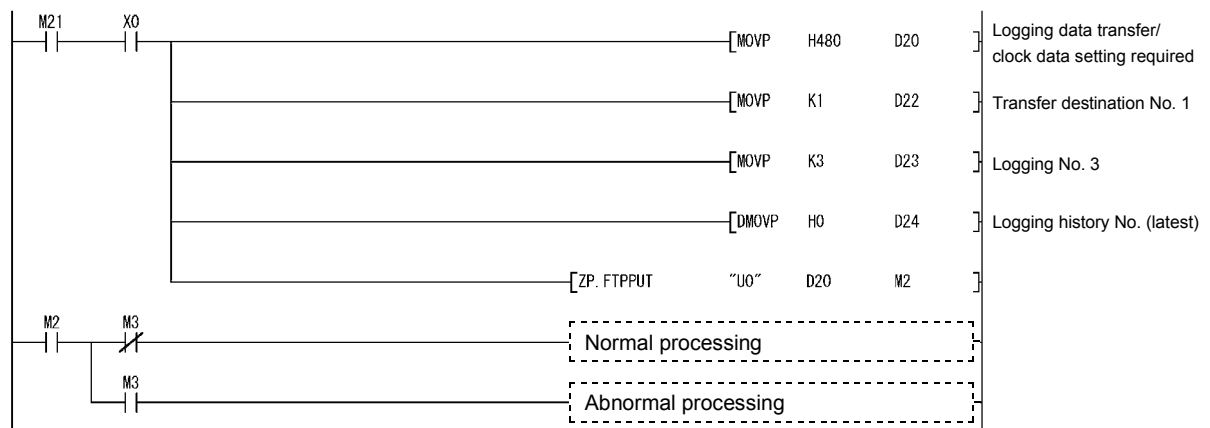 M21 X0
[MOVP H480 D20 ] Logging data transfer/
clock data setting required
[MOVP K1 D22 ] Transfer destination No. 1
[MOVP K3 D23 ] Logging No. 3
[DMOVP H0 D24 ] Logging history No. (latest)
[ZP. FTPPUT "U0" D20 M2 ]
M2 M3
Normal processing
M3
Abnormal processing